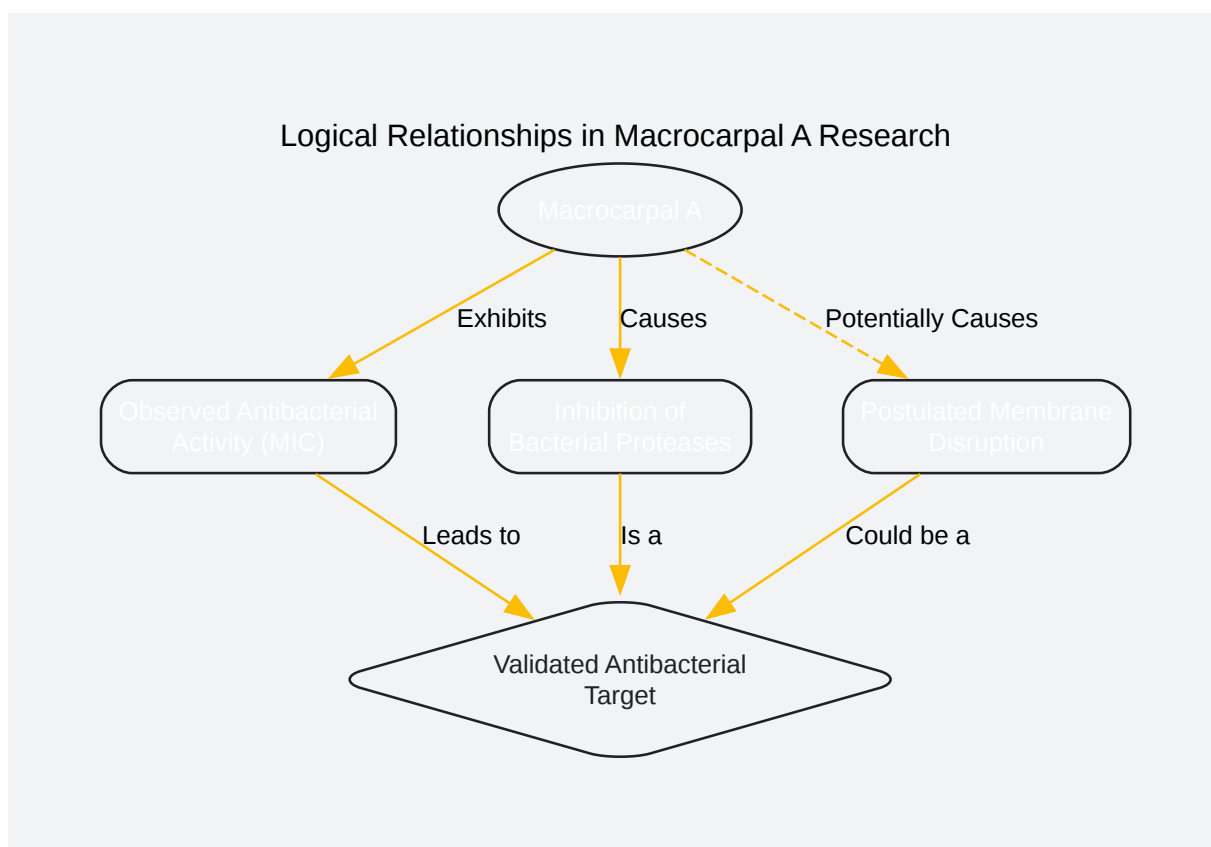 Logical Relationships in Macrocarpal A Research
Macrocarpal A
Exhibits
Causes
Potentially Causes
Observed Antibacterial
Activity (MIC)
Inhibition of
Bacterial Proteases
Postulated Membrane
Disruption
Leads to
Is a
Could be a
Validated Antibacterial
Target